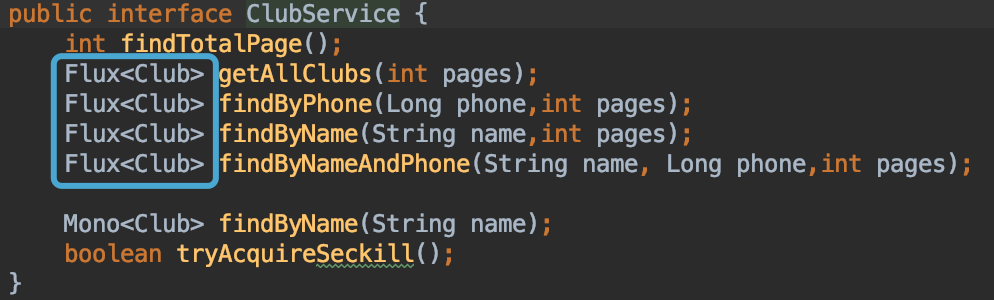 public interface ClubService {
int findTotalPage();
Flux<Club> getAllClubs(int pages);
Flux<Club> findByPhone(Long phone,int pages);
Flux<Club> findByName(String name,int pages);
Flux<Club> findByNameAndPhone(String name, Long phone,int pages);
Mono<Club> findByName(String name);
boolean tryAcquireSeckill();
}